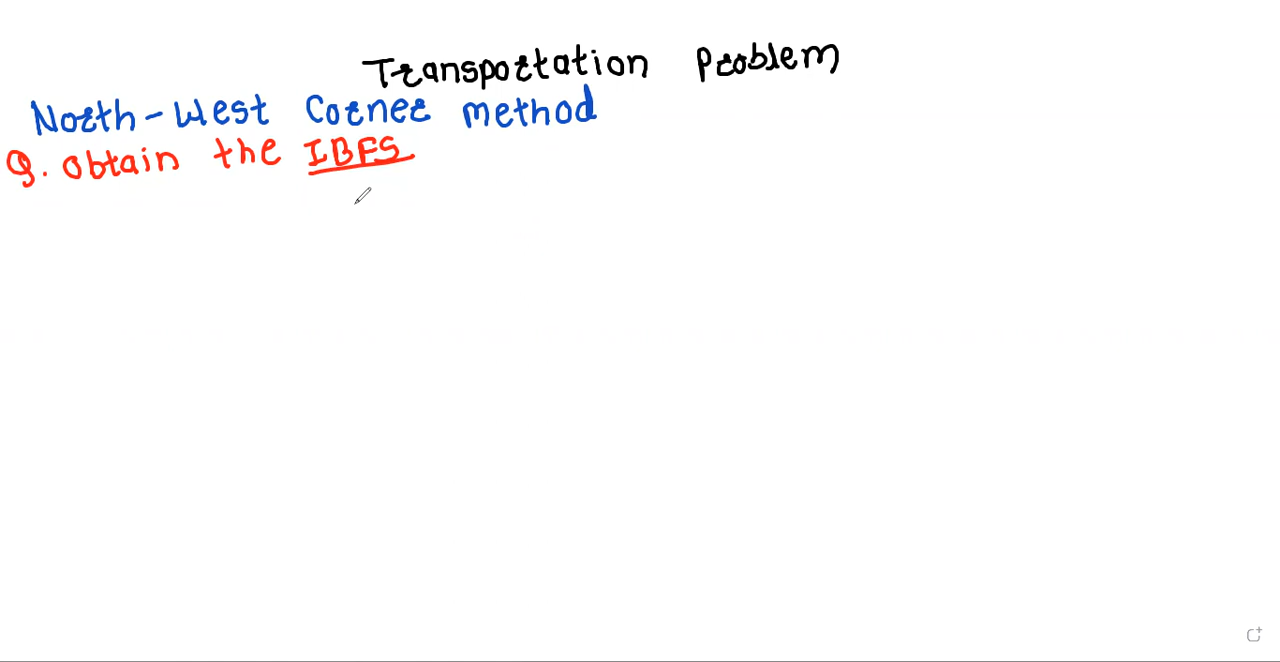 Transportation Problem
North-West Corner method
Q. Obtain the IBFS